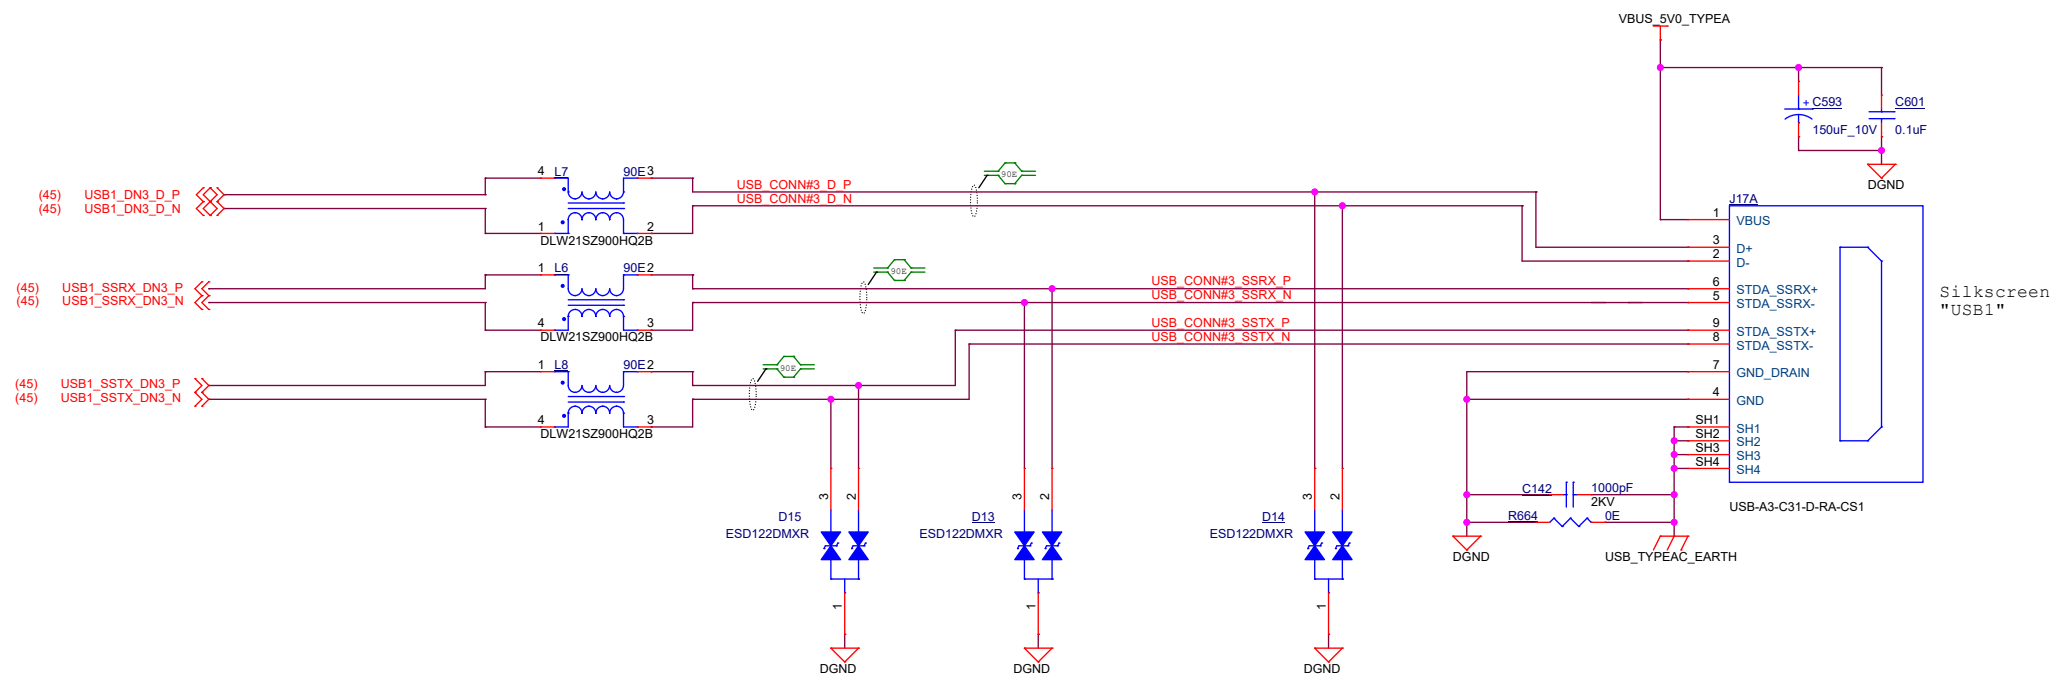 VBUS_5V0_TYPEA
+ C593
150uF_10V
C601
0.1uF
DGND
(45) USB1_DN3_D_P
(45) USB1_DN3_D_N
4 L7 90E 3
1 2
DLW21SZ900HQ2B
USB_CONN#3_D_P
USB_CONN#3_D_N
90E
(45) USB1_SSRX_DN3_P
(45) USB1_SSRX_DN3_N
1 L6 90E 2
4 3
DLW21SZ900HQ2B
90E
USB_CONN#3_SSRX_P
USB_CONN#3_SSRX_N
USB_CONN#3_SSTX_P
USB_CONN#3_SSTX_N
(45) USB1_SSTX_DN3_P
(45) USB1_SSTX_DN3_N
1 L8 90E 2
4 3
DLW21SZ900HQ2B
90E
J17A
1 VBUS
3 D+
2 D-
6 STDA_SSRX+
5 STDA_SSRX-
9 STDA_SSTX+
8 STDA_SSTX-
7 GND_DRAIN
4 GND
SH1 SH1
SH2 SH2
SH3 SH3
SH4 SH4
USB-A3-C31-D-RA-CS1
Silkscreen
"USB1"
C142 1000pF
2KV
R664 0E
DGND
USB_TYPEAC_EARTH
3 2
D15
ESD122DMXR
1
DGND
3 2
D13
ESD122DMXR
1
DGND
3 2
D14
ESD122DMXR
1
DGND